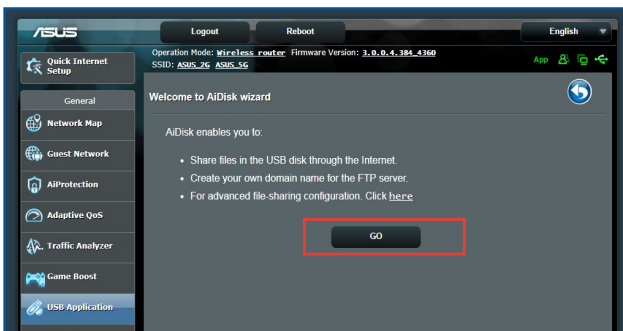 ASUS
Logout
Reboot
English
Operation Mode: Wireless router Firmware Version: 3.0.0.4.384_4360
SSID: ASUS_2G ASUS_5G
App
Quick Internet
Setup
General
Network Map
Guest Network
AiProtection
Adaptive QoS
Traffic Analyzer
Game Boost
USB Application
Welcome to AiDisk wizard
AiDisk enables you to:
• Share files in the USB disk through the Internet.
• Create your own domain name for the FTP server.
• For advanced file-sharing configuration. Click here
GO